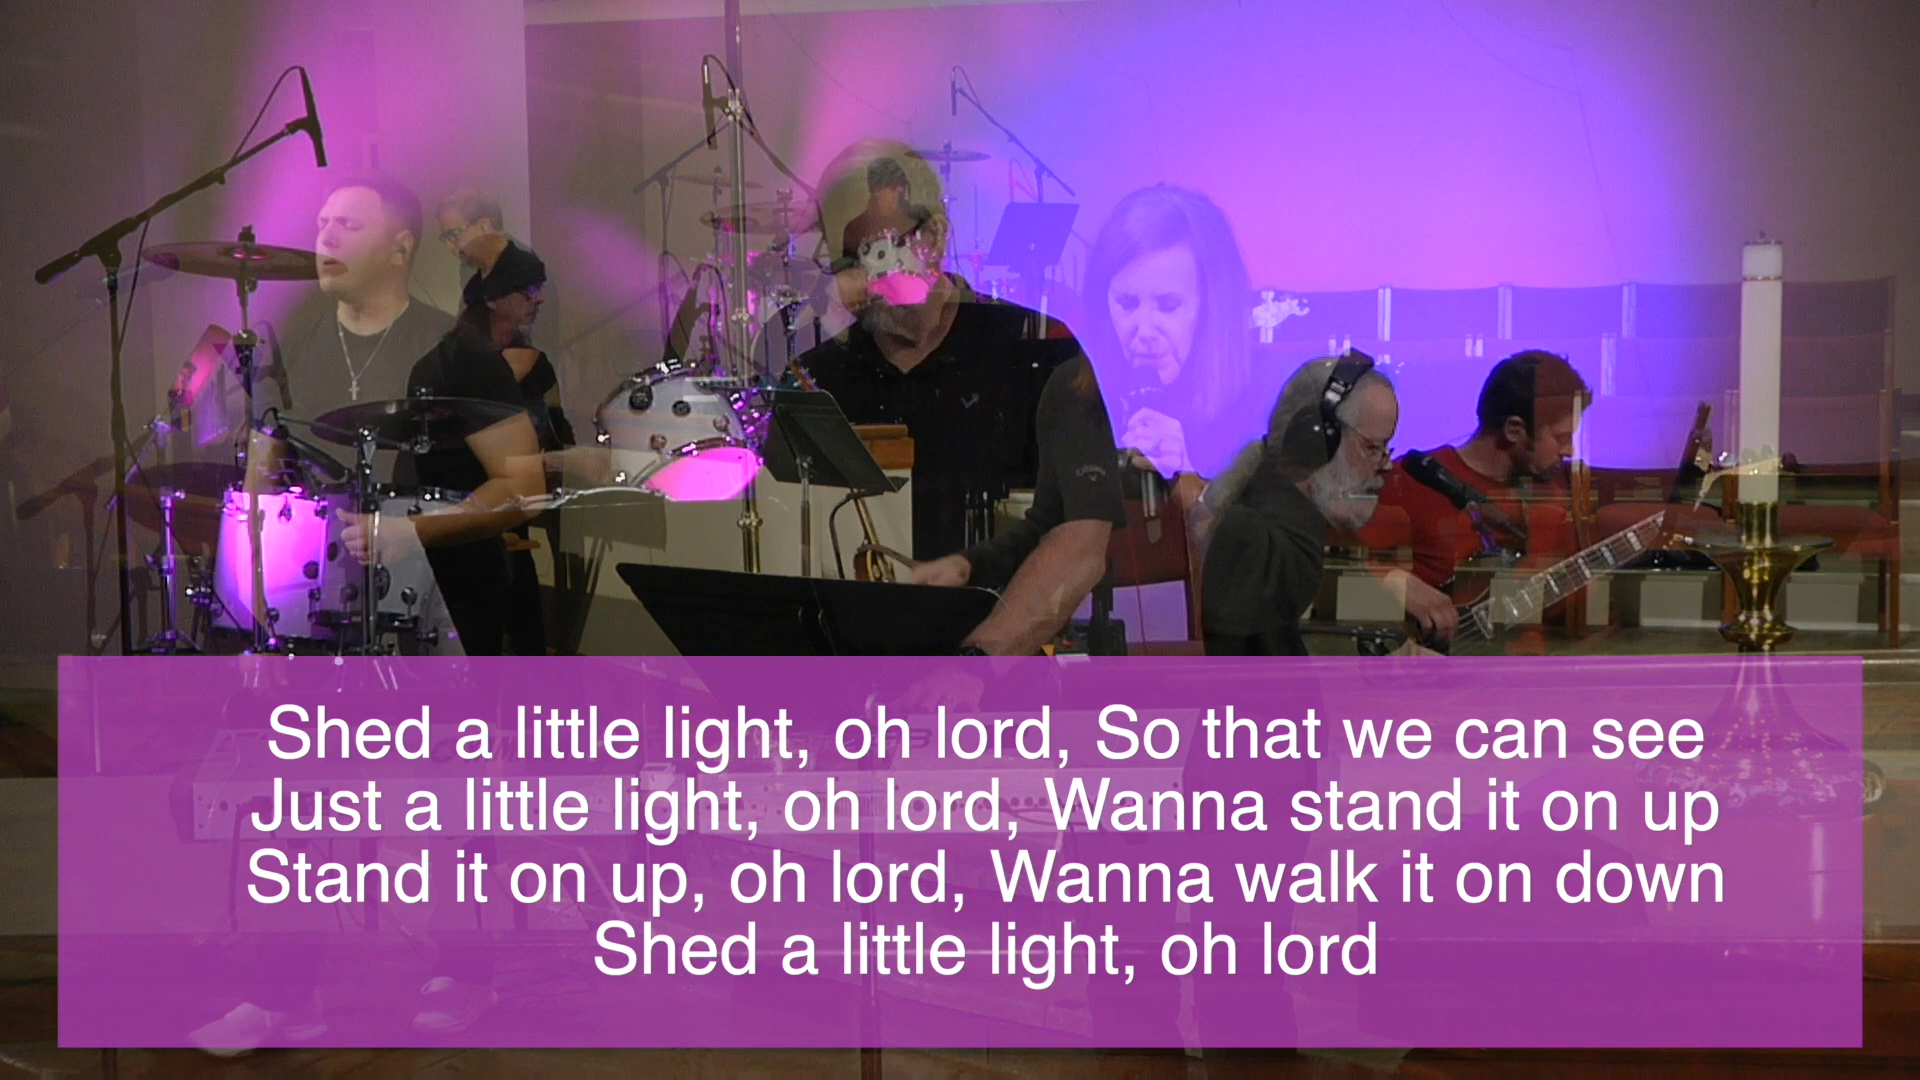 Shed a little light, oh lord, So that we can see
Just a little light, oh lord, Wanna stand it on up
Stand it on up, oh lord, Wanna walk it on down
Shed a little light, oh lord